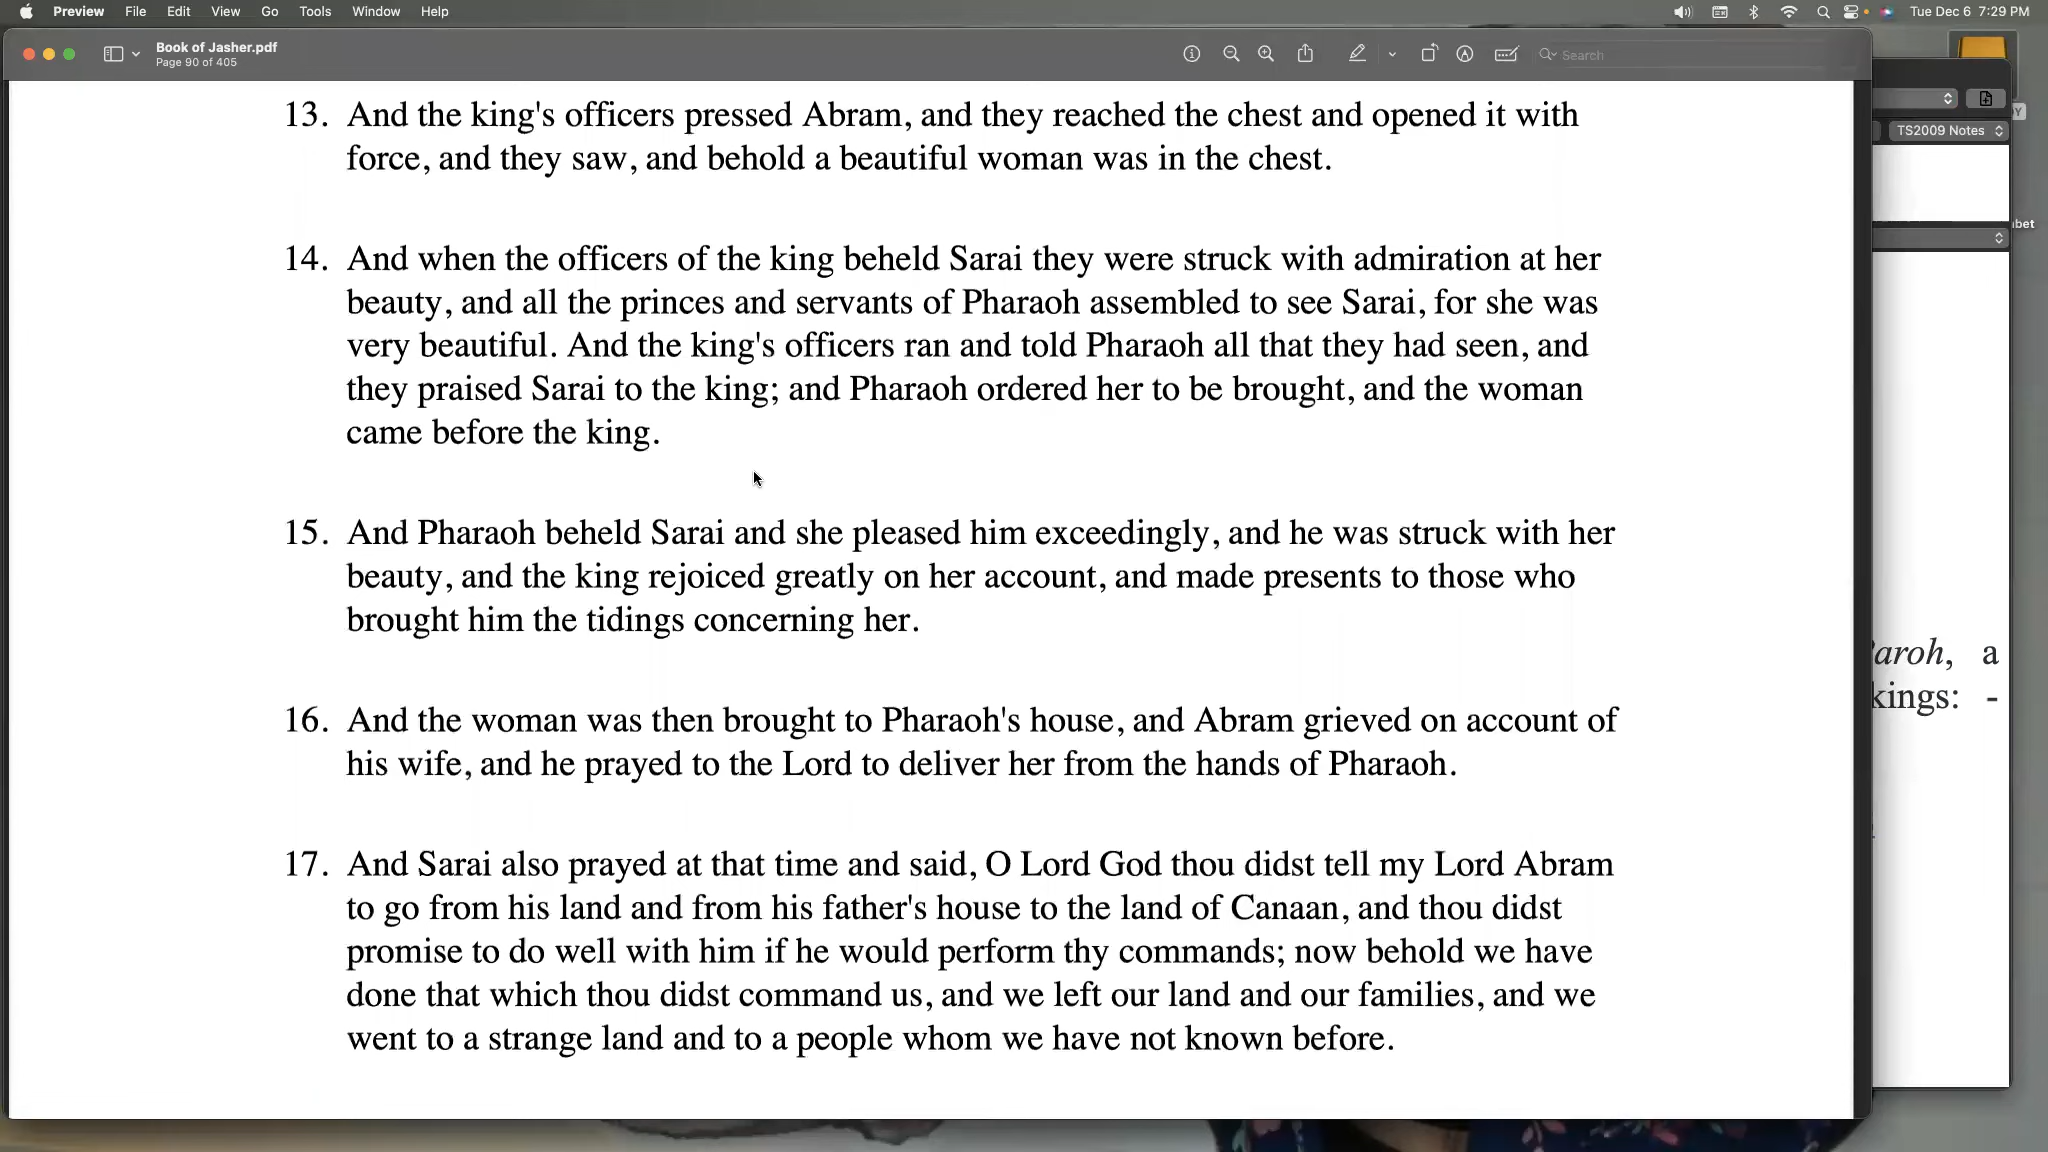 Preview File Edit View Go Tools Window Help Tue Dec 6 7:29 PM
Book of Jasher.pdf
Page 90 of 405
Search
TS2009 Notes
13. And the king's officers pressed Abram, and they reached the chest and opened it with
force, and they saw, and behold a beautiful woman was in the chest.
14. And when the officers of the king beheld Sarai they were struck with admiration at her
beauty, and all the princes and servants of Pharaoh assembled to see Sarai, for she was
very beautiful. And the king's officers ran and told Pharaoh all that they had seen, and
they praised Sarai to the king; and Pharaoh ordered her to be brought, and the woman
came before the king.
15. And Pharaoh beheld Sarai and she pleased him exceedingly, and he was struck with her
beauty, and the king rejoiced greatly on her account, and made presents to those who
brought him the tidings concerning her.
16. And the woman was then brought to Pharaoh's house, and Abram grieved on account of
his wife, and he prayed to the Lord to deliver her from the hands of Pharaoh.
17. And Sarai also prayed at that time and said, O Lord God thou didst tell my Lord Abram
to go from his land and from his father's house to the land of Canaan, and thou didst
promise to do well with him if he would perform thy commands; now behold we have
done that which thou didst command us, and we left our land and our families, and we
went to a strange land and to a people whom we have not known before.
aroh, a
kings: -